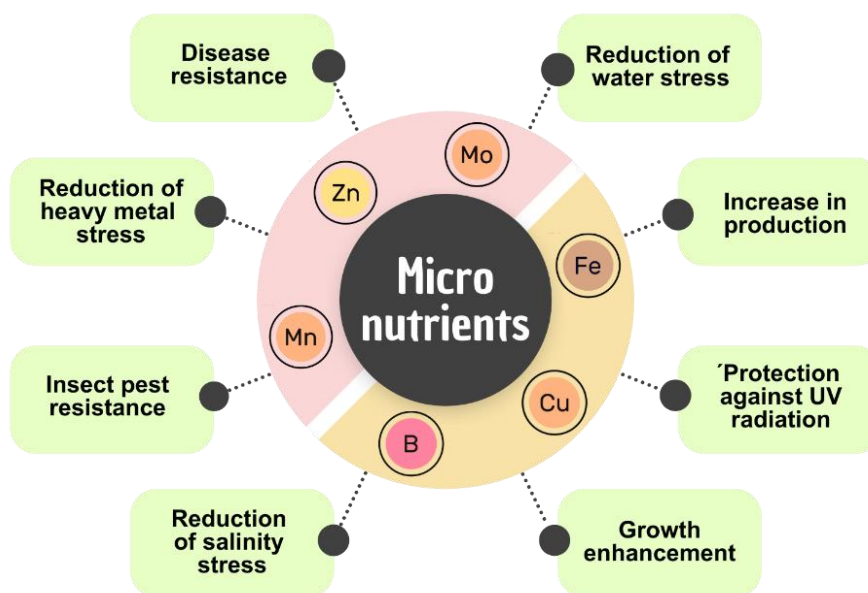 Disease
resistance
Reduction of
water stress
Mo
Zn
Reduction of
heavy metal
stress
Increase in
production
Fe
Micro
nutrients
Mn
Insect pest
resistance
´Protection
against UV
radiation
Cu
B
Reduction
of salinity
stress
Growth
enhancement